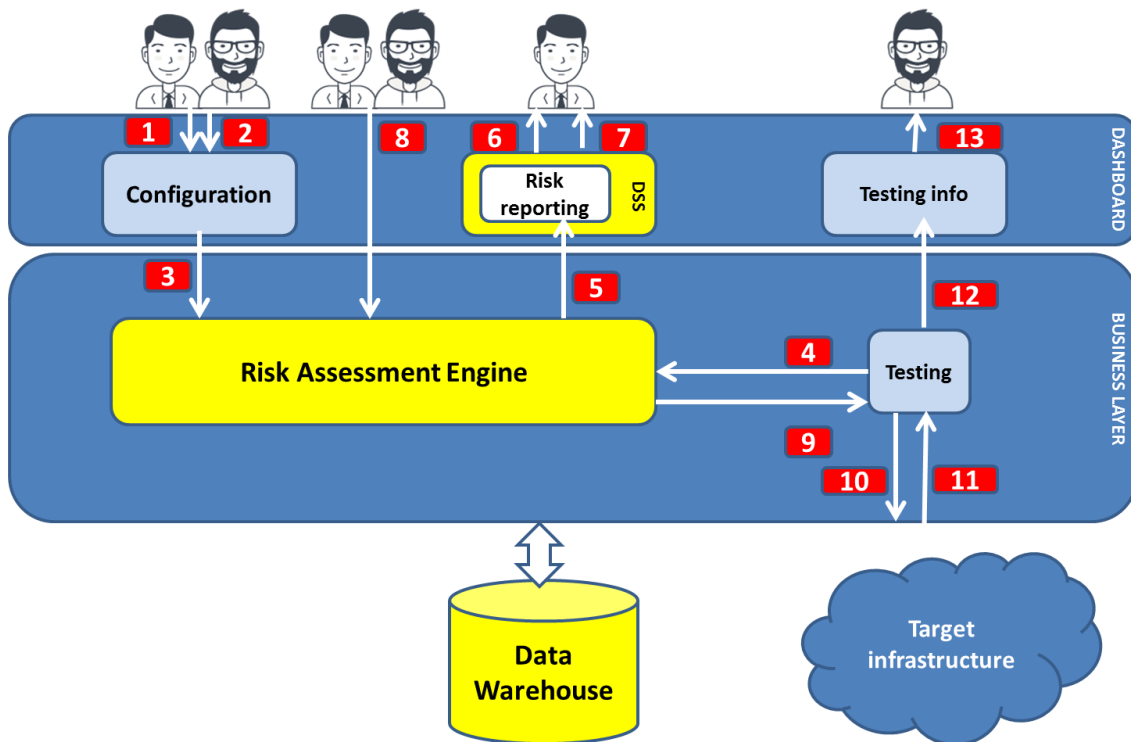 1
2
8
6
7
13
DASHBOARD
Configuration
Risk
reporting
DSS
Testing info
3
5
12
BUSINESS LAYER
Risk Assessment Engine
4
Testing
9
10
11
Data
Warehouse
Target
infrastructure